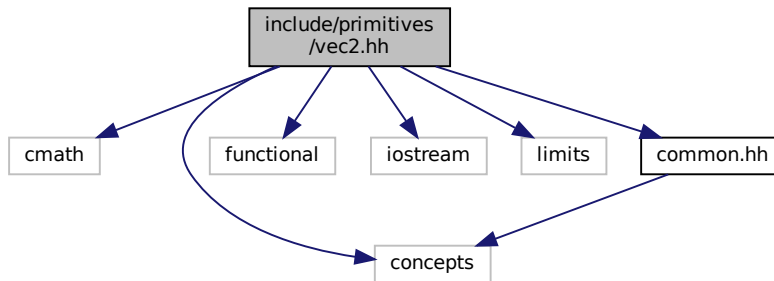 include/primitives
/vec2.hh
cmath
functional
iostream
limits
common.hh
concepts